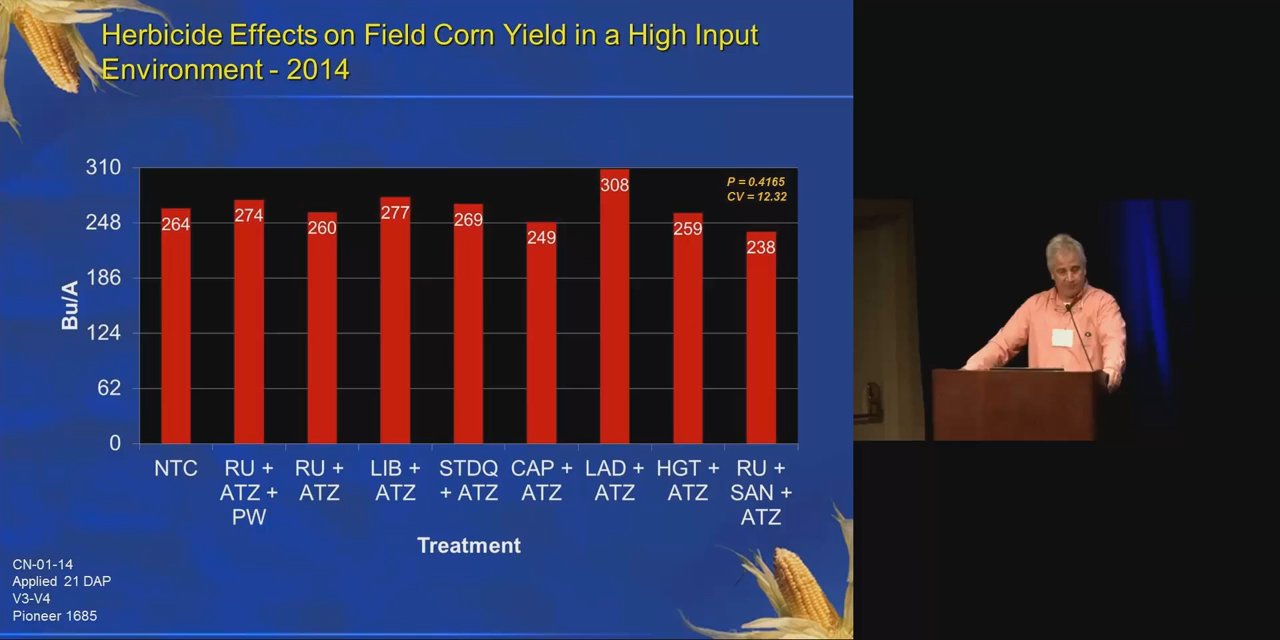 Herbicide Effects on Field Corn Yield in a High Input
Environment - 2014
P = 0.4165
CV = 12.32
310
248
186
124
62
0
Bu/A
264
274
260
277
269
249
308
259
238
NTC
RU +
ATZ +
PW
RU +
ATZ
LIB +
ATZ
STDQ
+ ATZ
CAP +
ATZ
LAD +
ATZ
HGT +
ATZ
RU +
SAN +
ATZ
Treatment
CN-01-14
Applied 21 DAP
V3-V4
Pioneer 1685